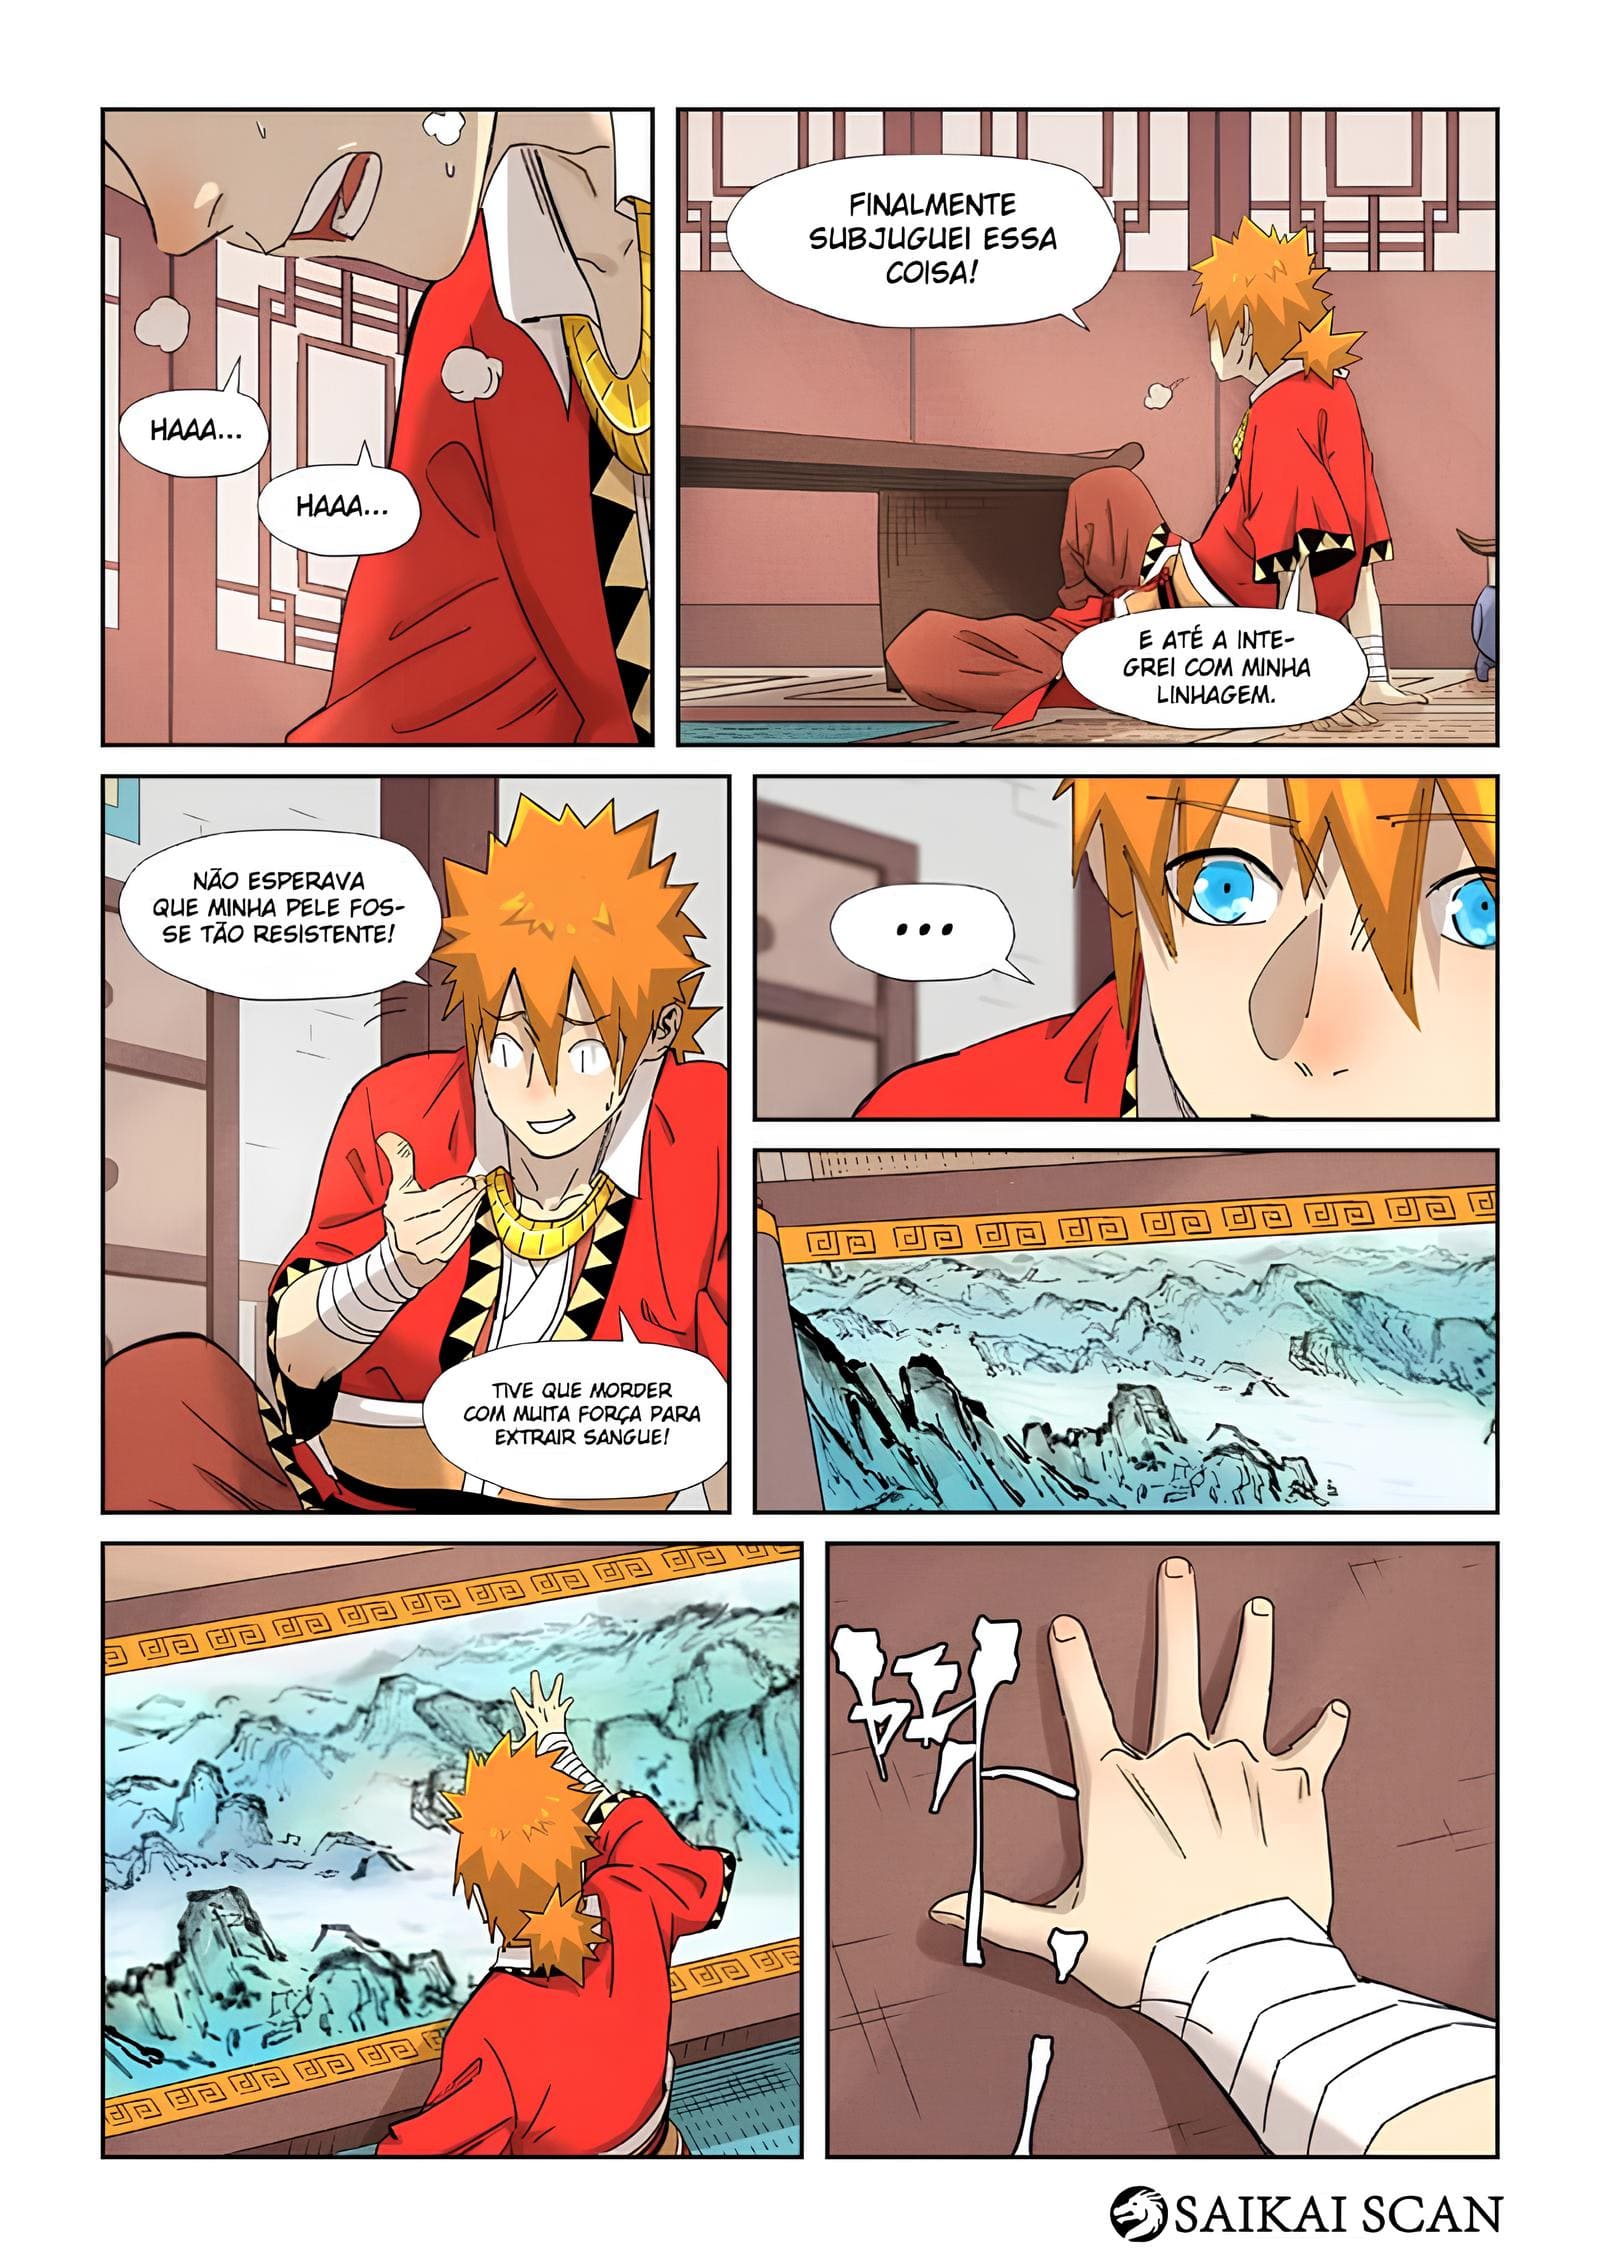 HAAA...
HAAA...
FINALMENTE
SUBJUGUEI ESSA
COISA!
E ATÉ A INTE-
GREI COM MINHA
LINHAGEM.
NÃO ESPERAVA
QUE MINHA PELE FOS-
SE TÃO RESISTENTE!
TIVE QUE MORDER
COM MUITA FORÇA PARA
EXTRAIR SANGUE!
...
SAIKAI SCAN